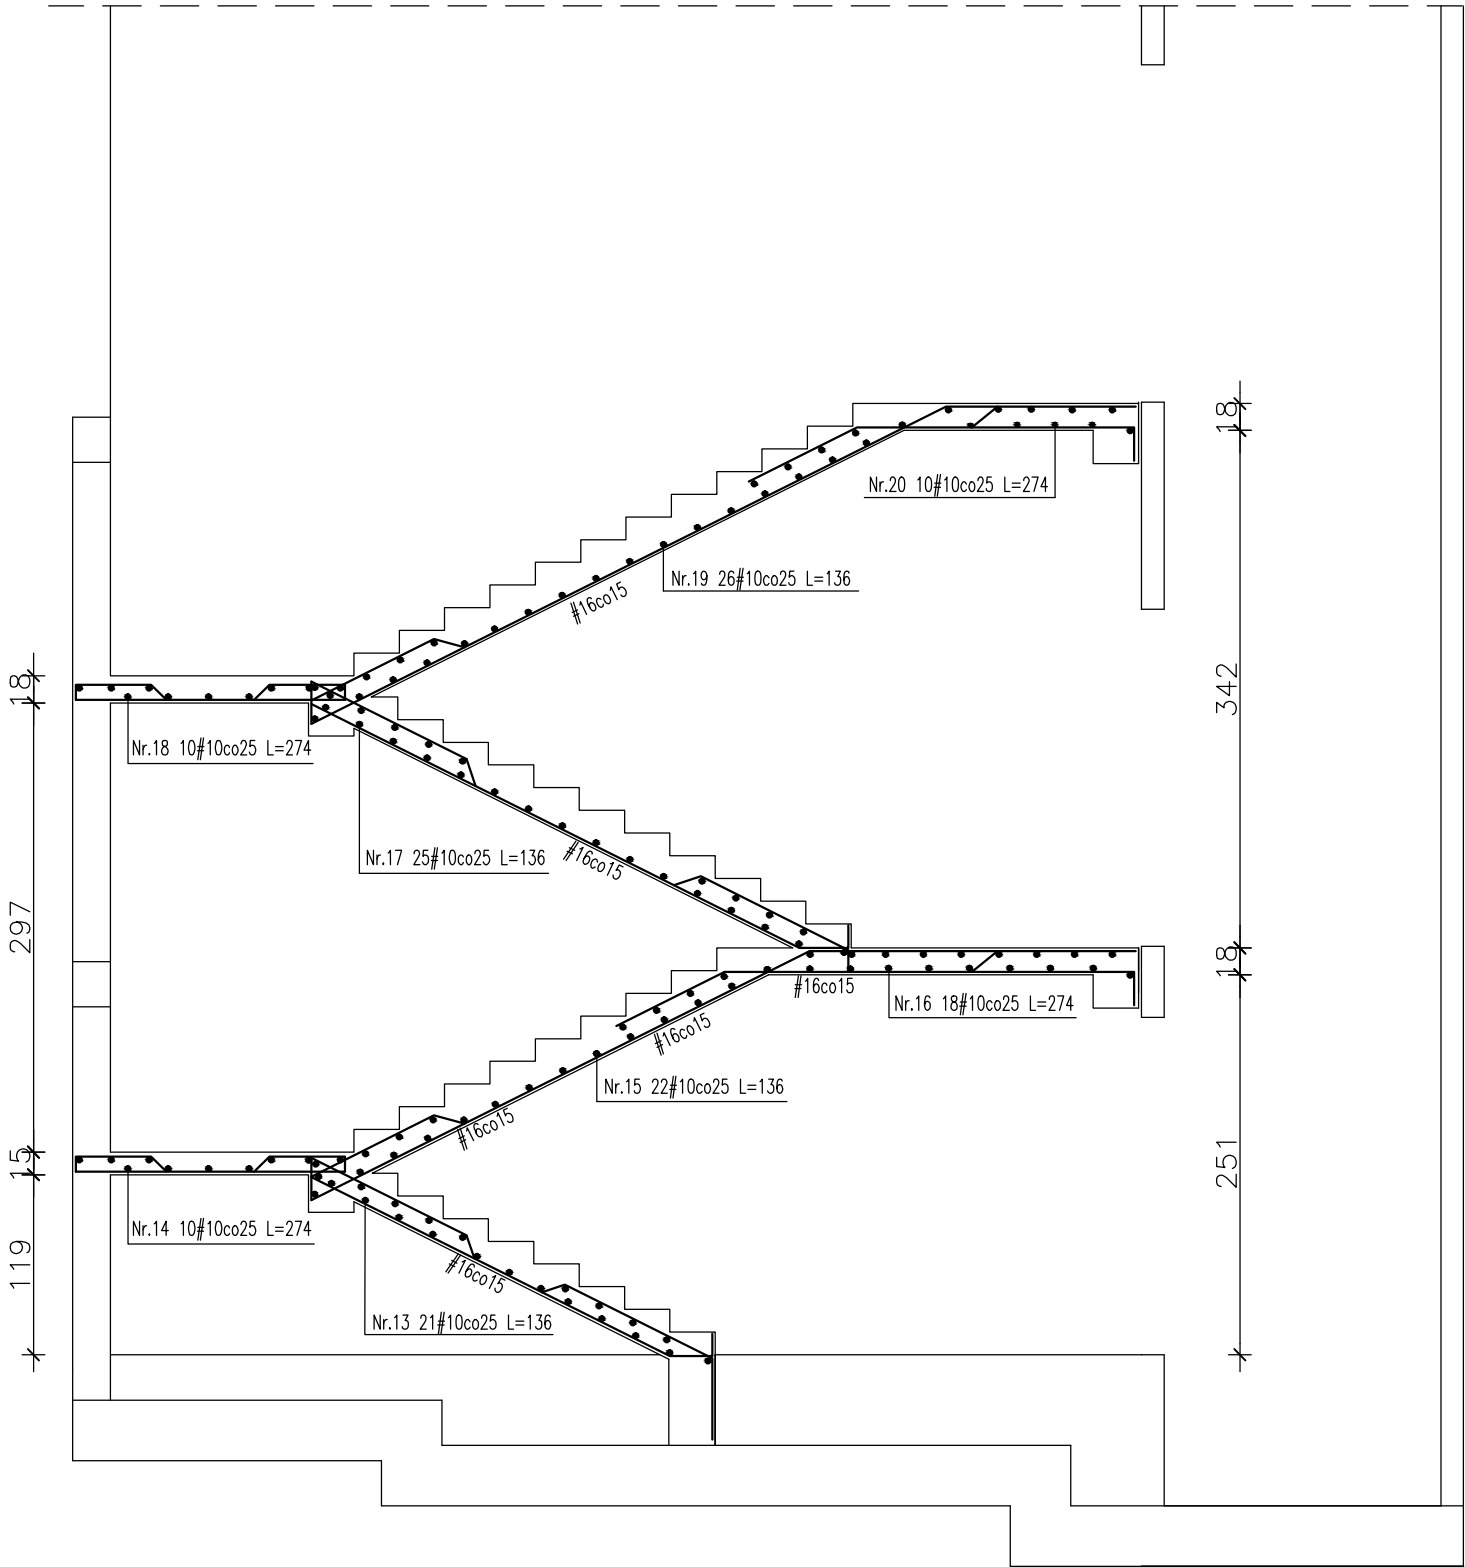 18
Nr.20 10#10co25 L=274
Nr.19 26#10co25 L=136
#16co15
18
342
Nr.18 10#10co25 L=274
Nr.17 25#10co25 L=136
#16co15
297
18
#16co15
Nr.16 18#10co25 L=274
#16co15
Nr.15 22#10co25 L=136
#16co15
15
251
Nr.14 10#10co25 L=274
119
#16co15
Nr.13 21#10co25 L=136